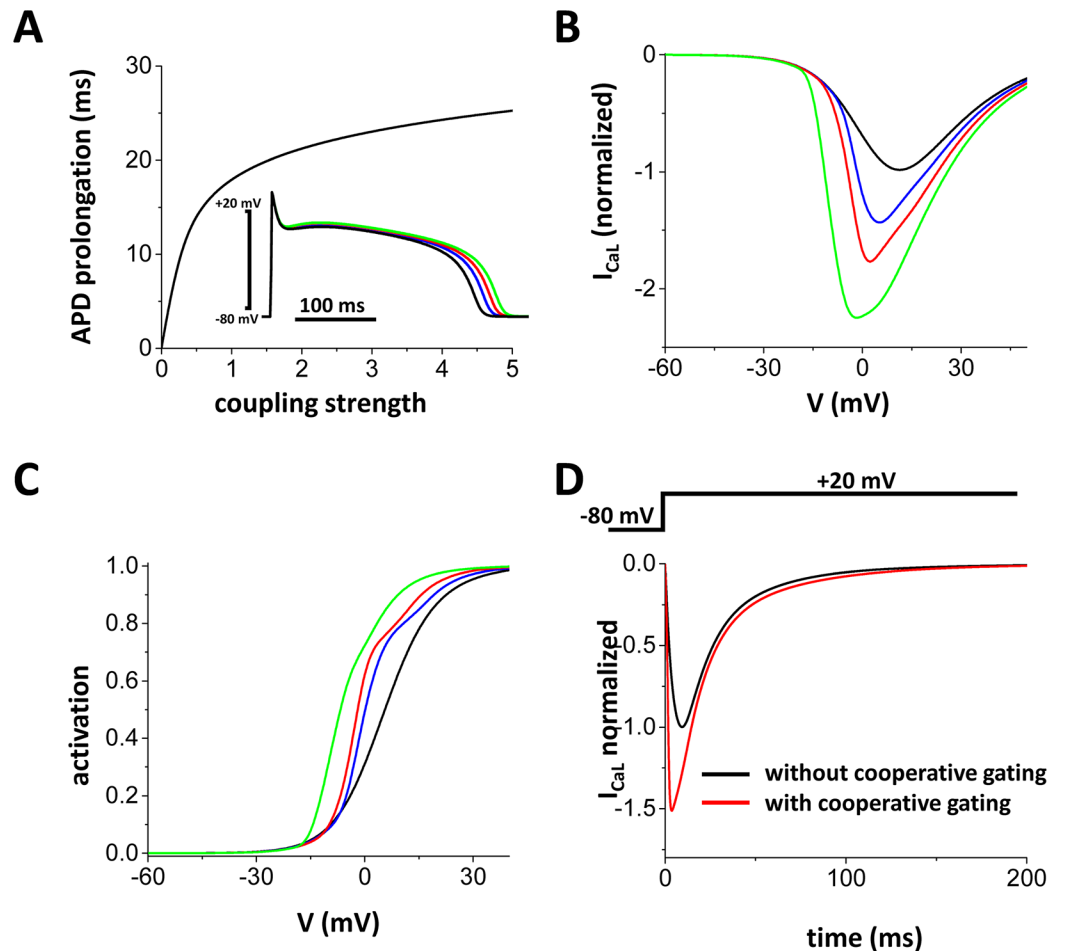 A
APD prolongation (ms)
30
20
10
0
+20 mV
-80 mV
100 ms
0 1 2 3 4 5
coupling strength
B
I_CaL (normalized)
0
-1
-2
-60 -30 0 30
V (mV)
C
activation
1.0
0.8
0.6
0.4
0.2
0.0
-60 -30 0 30
V (mV)
D
-80 mV
+20 mV
I_CaL normalized
0.0
-0.5
-1.0
-1.5
without cooperative gating
with cooperative gating
0 100 200
time (ms)